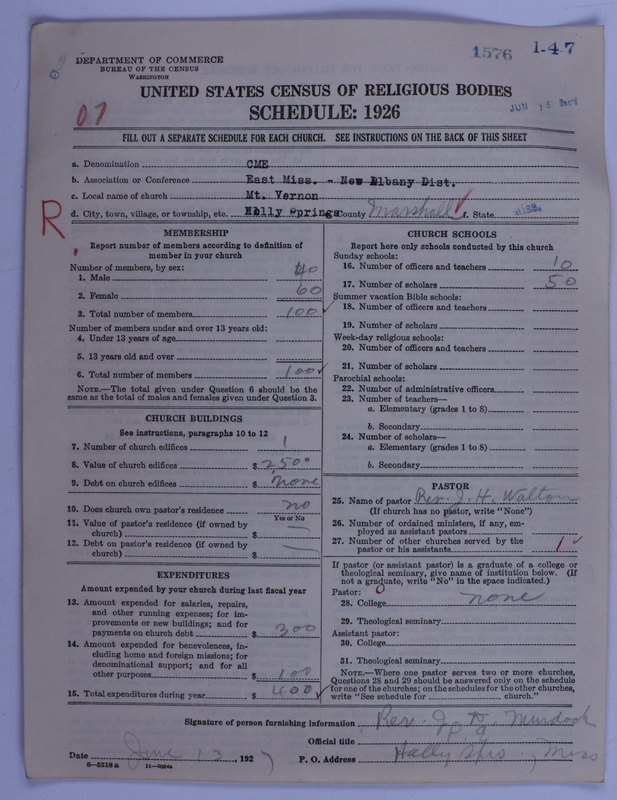 1576 1-47
DEPARTMENT OF COMMERCE
BUREAU OF THE CENSUS
WASHINGTON
UNITED STATES CENSUS OF RELIGIOUS BODIES
SCHEDULE: 1926
07
JUN 15
FILL OUT A SEPARATE SCHEDULE FOR EACH CHURCH. SEE INSTRUCTIONS ON THE BACK OF THIS SHEET
a. Denomination CME
b. Association or Conference East Miss. - New Albany Dist.
c. Local name of church Mt. Vernon
d. City, town, village, or township, etc. Holly Springs County Marshall f. State Miss.
R
MEMBERSHIP
Report number of members according to definition of
member in your church
Number of members, by sex:
1. Male 40
2. Female 60
3. Total number of members 100
Number of members under and over 13 years old:
4. Under 13 years of age
5. 13 years old and over
6. Total number of members 100
NOTE.—The total given under Question 6 should be the
same as the total of males and females given under Question 3.
CHURCH BUILDINGS
See instructions, paragraphs 10 to 12
7. Number of church edifices 1
8. Value of church edifices $ 2,500
9. Debt on church edifices $ none
10. Does church own pastor's residence no
Yes or No
11. Value of pastor's residence (if owned by
church) $ —
12. Debt on pastor's residence (if owned by
church) $ —
EXPENDITURES
Amount expended by your church during last fiscal year
13. Amount expended for salaries, repairs,
and other running expenses; for im-
provements or new buildings; and for
payments on church debt $ 300
14. Amount expended for benevolences, in-
cluding home and foreign missions; for
denominational support; and for all
other purposes $ 100
15. Total expenditures during year $ 400
CHURCH SCHOOLS
Report here only schools conducted by this church
Sunday schools:
16. Number of officers and teachers 10
17. Number of scholars 50
Summer vacation Bible schools:
18. Number of officers and teachers
19. Number of scholars
Week-day religious schools:
20. Number of officers and teachers
21. Number of scholars
Parochial schools:
22. Number of administrative officers
23. Number of teachers—
a. Elementary (grades 1 to 8)
b. Secondary
24. Number of scholars—
a. Elementary (grades 1 to 8)
b. Secondary
PASTOR
25. Name of pastor Rev. J. H. Walton
(If church has no pastor, write "None")
26. Number of ordained ministers, if any, em-
ployed as assistant pastors
27. Number of other churches served by the
pastor or his assistants 1
If pastor (or assistant pastor) is a graduate of a college or
theological seminary, give name of institution below. (If
not a graduate, write "No" in the space indicated.)
Pastor: 0
28. College none
29. Theological seminary
Assistant pastor:
30. College
31. Theological seminary
NOTE.—Where one pastor serves two or more churches,
Questions 28 and 29 should be answered only on the schedule
for one of the churches; on the schedules for the other churches,
write "See schedule for church."
Signature of person furnishing information Rev. Murdock
Official title
Date June 12, 1927 P. O. Address Holly Spgs, Miss
8-5518a